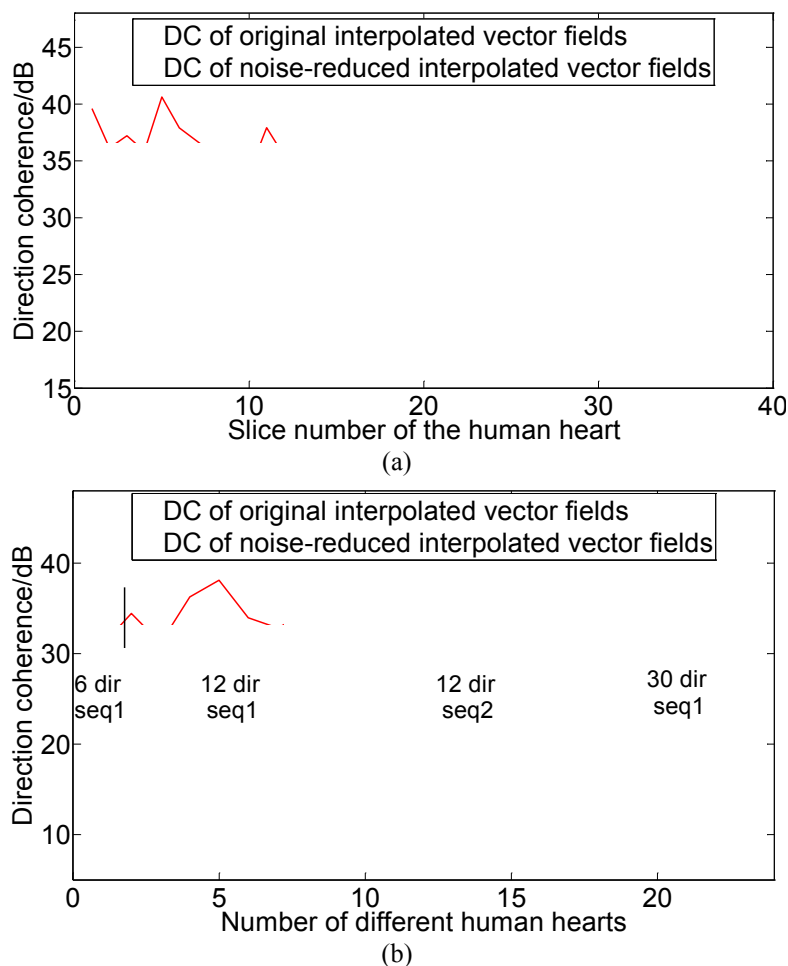 DC of original interpolated vector fields
DC of noise-reduced interpolated vector fields
Direction coherence/dB
45
40
35
30
25
20
15
0
10
20
30
40
Slice number of the human heart
(a)
DC of original interpolated vector fields
DC of noise-reduced interpolated vector fields
Direction coherence/dB
40
30
20
10
6 dir
seq1
12 dir
seq1
12 dir
seq2
30 dir
seq1
0
5
10
15
20
Number of different human hearts
(b)